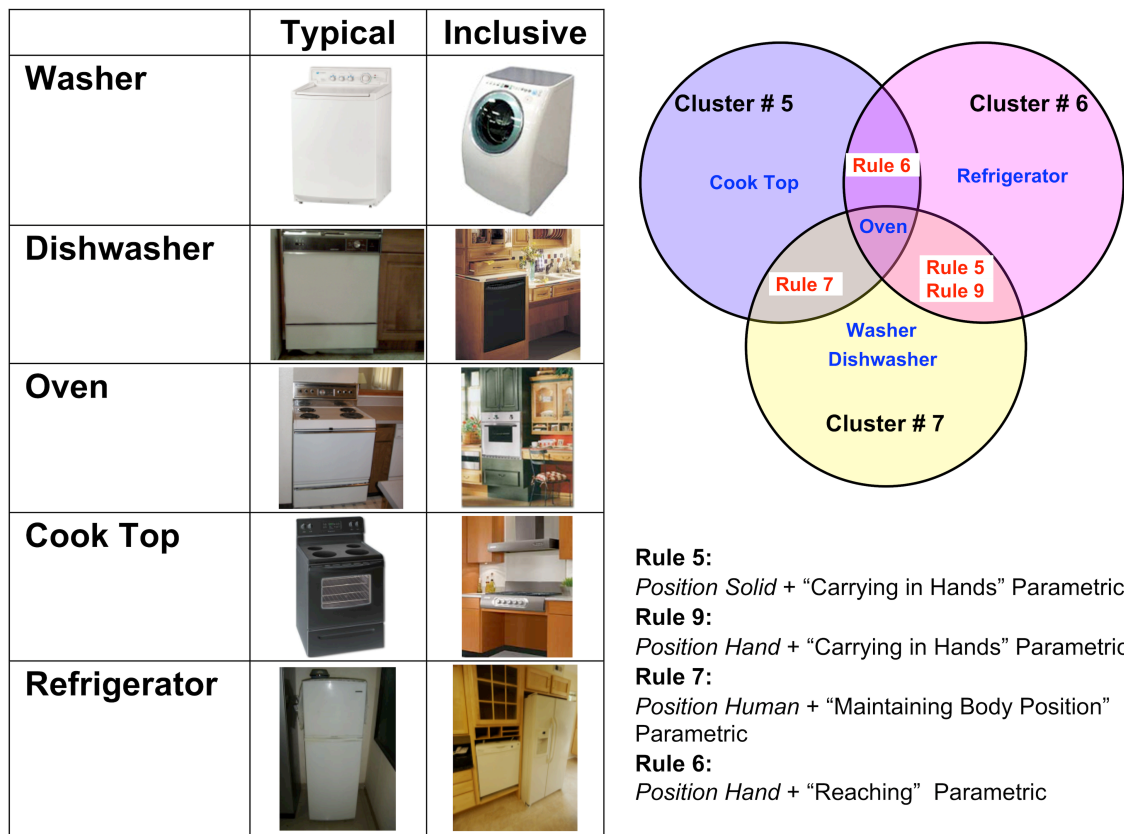 Typical Inclusive
Washer
Dishwasher
Oven
Cook Top
Refrigerator
Cluster # 5
Cluster # 6
Rule 6
Cook Top
Refrigerator
Oven
Rule 5
Rule 7
Rule 9
Washer
Dishwasher
Cluster # 7
Rule 5:
Position Solid + “Carrying in Hands” Parametric
Rule 9:
Position Hand + “Carrying in Hands” Parametric
Rule 7:
Position Human + “Maintaining Body Position”
Parametric
Rule 6:
Position Hand + “Reaching” Parametric